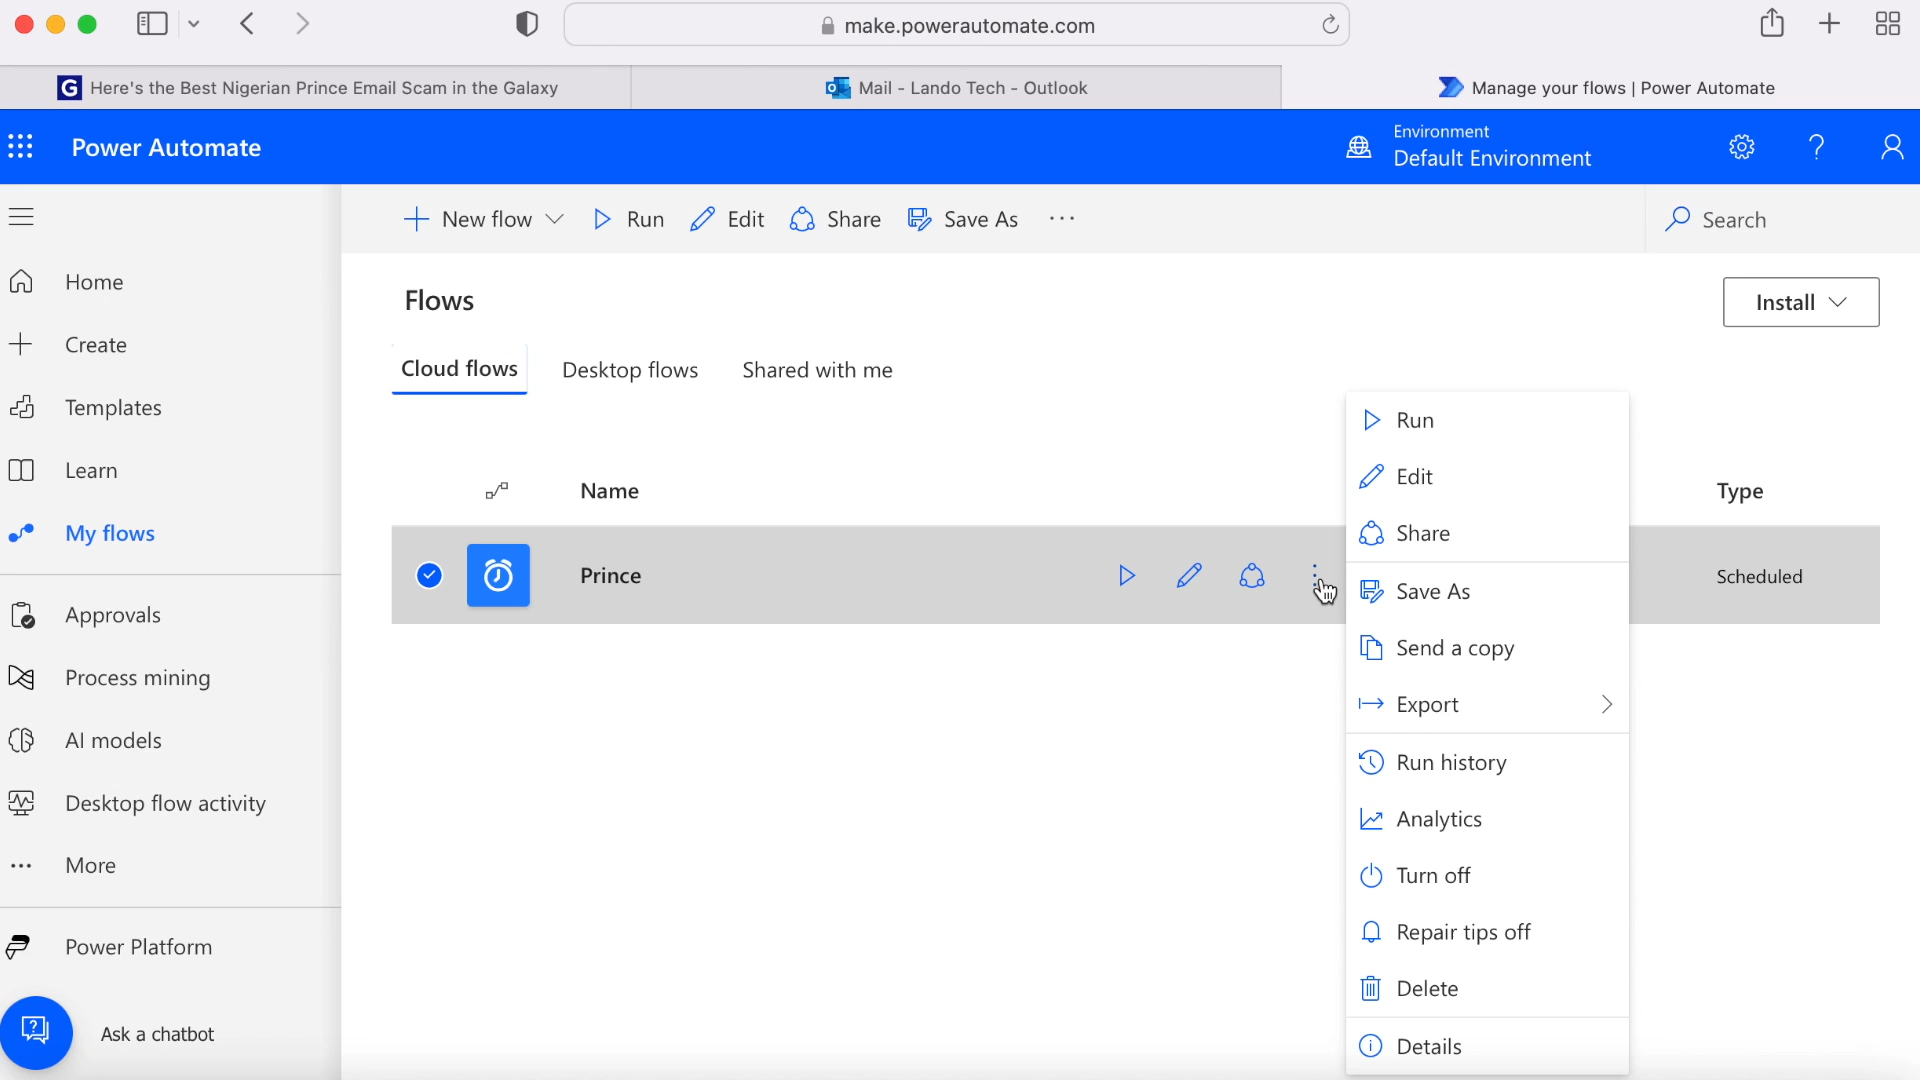 make.powerautomate.com
G Here's the Best Nigerian Prince Email Scam in the Galaxy
Mail - Lando Tech - Outlook
Manage your flows | Power Automate
Power Automate
Environment
Default Environment
New flow
Run
Edit
Share
Save As
Search
Home
Create
Templates
Learn
My flows
Approvals
Process mining
AI models
Desktop flow activity
More
Power Platform
Ask a chatbot
Flows
Install
Cloud flows
Desktop flows
Shared with me
Name
Type
Prince
Scheduled
Run
Edit
Share
Save As
Send a copy
Export
Run history
Analytics
Turn off
Repair tips off
Delete
Details